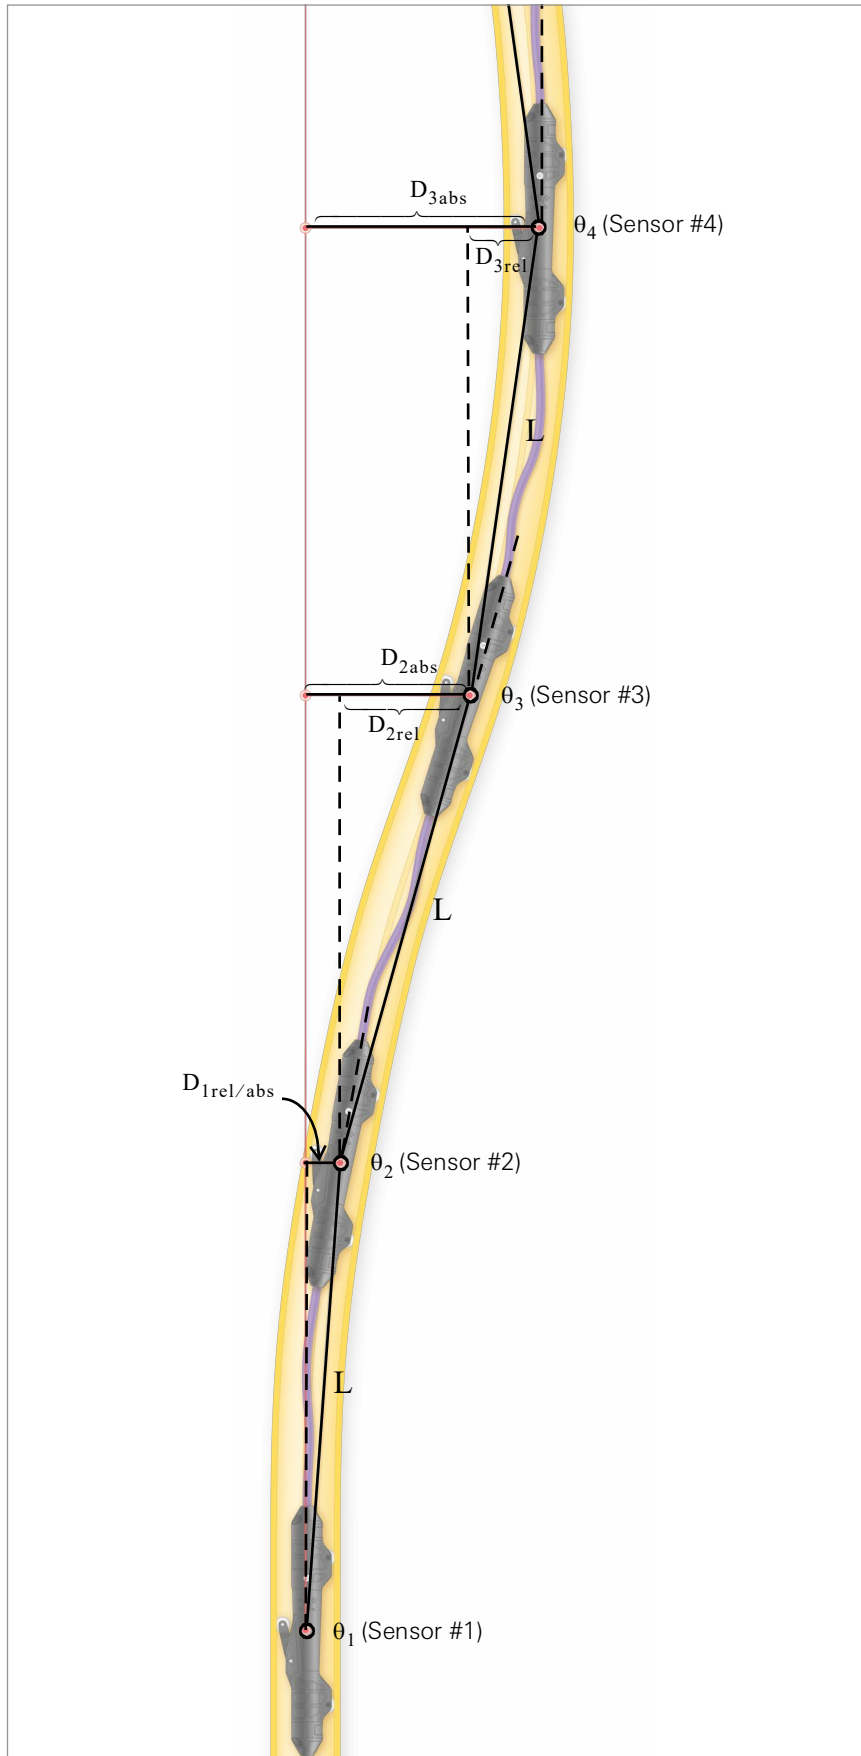 D3abs
θ4 (Sensor #4)
D3rel
L
D2abs
θ3 (Sensor #3)
D2rel
L
D1rel/abs
θ2 (Sensor #2)
L
θ1 (Sensor #1)